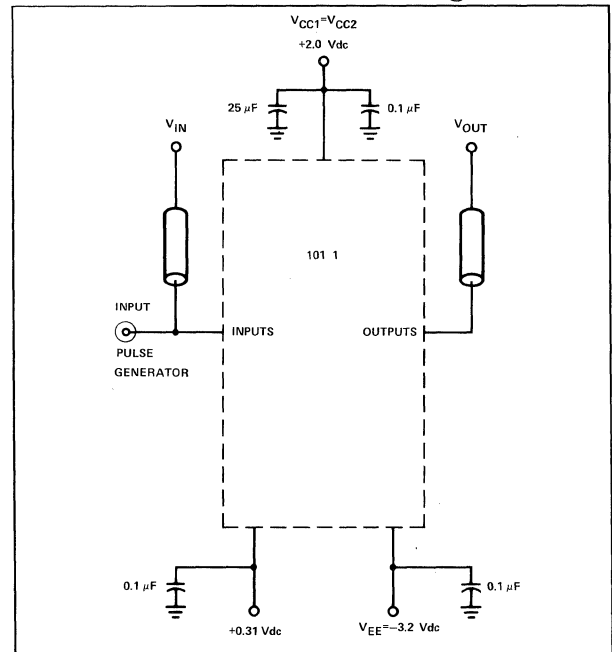 VCC1=VCC2
+2.0 Vdc
25 μF
0.1 μF
VIN
VOUT
101 1
INPUT
INPUTS
OUTPUTS
PULSE
GENERATOR
0.1 μF
0.1 μF
+0.31 Vdc
VEE=−3.2 Vdc